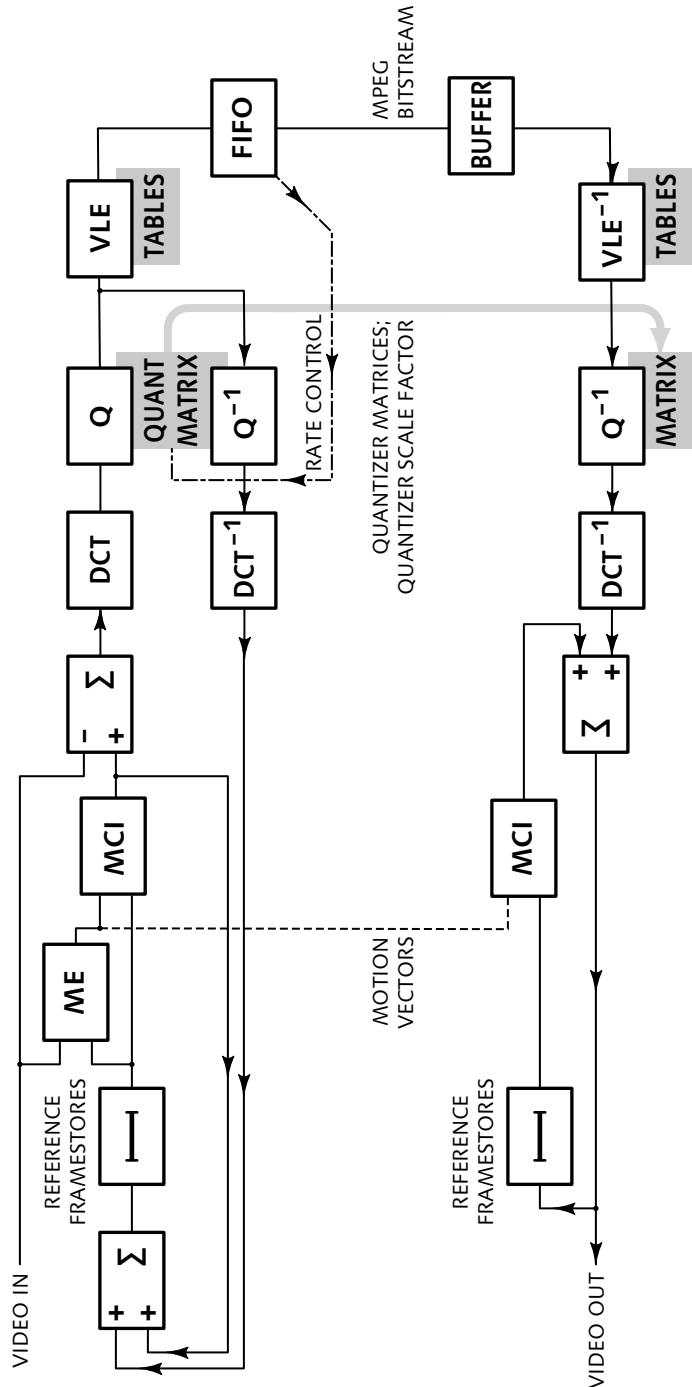 VIDEO IN
REFERENCE
FRAMESTORES
ME
MCI
–
+
Σ
DCT
Q
VLE
QUANT
MATRIX
TABLES
FIFO
+
+
Σ
DCT⁻¹
Q⁻¹
RATE CONTROL
MOTION
VECTORS
QUANTIZER MATRICES;
QUANTIZER SCALE FACTOR
MPEG
BITSTREAM
BUFFER
REFERENCE
FRAMESTORES
MCI
VIDEO OUT
Σ
+
+
DCT⁻¹
Q⁻¹
VLE⁻¹
MATRIX
TABLES